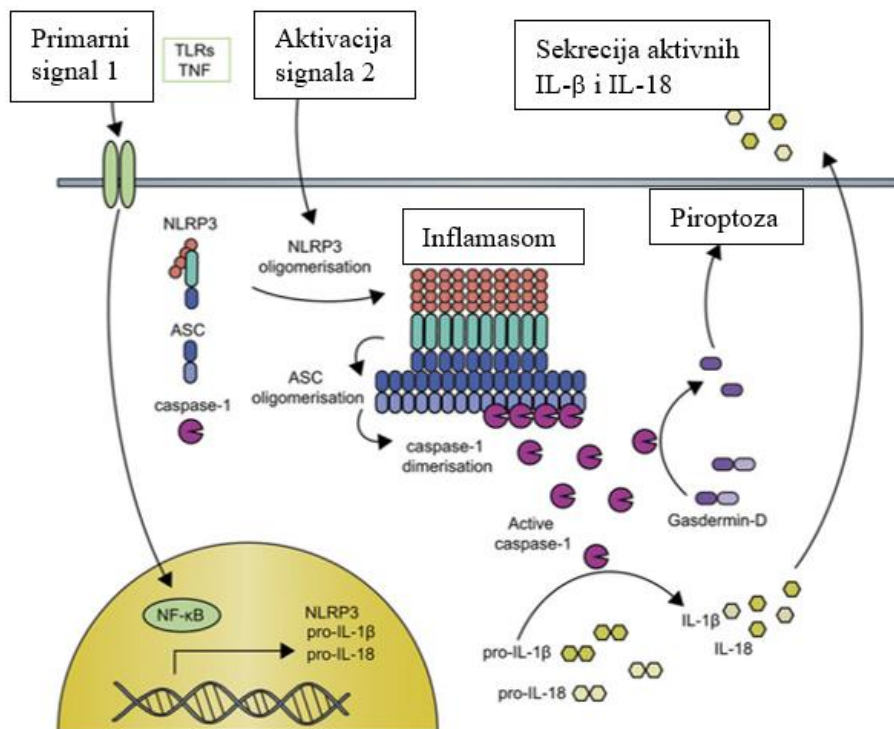 Primarni
signal 1
TLRs
TNF
Aktivacija
signala 2
Sekrecija aktivnih
IL-β i IL-18
NLRP3
NLRP3
oligomerisation
Inflamasom
Piroptoza
ASC
ASC
oligomerisation
caspase-1
caspase-1
dimerisation
Active
caspase-1
Gasdermin-D
NF-κB
NLRP3
pro-IL-1β
pro-IL-18
pro-IL-1β
pro-IL-18
IL-1β
IL-18